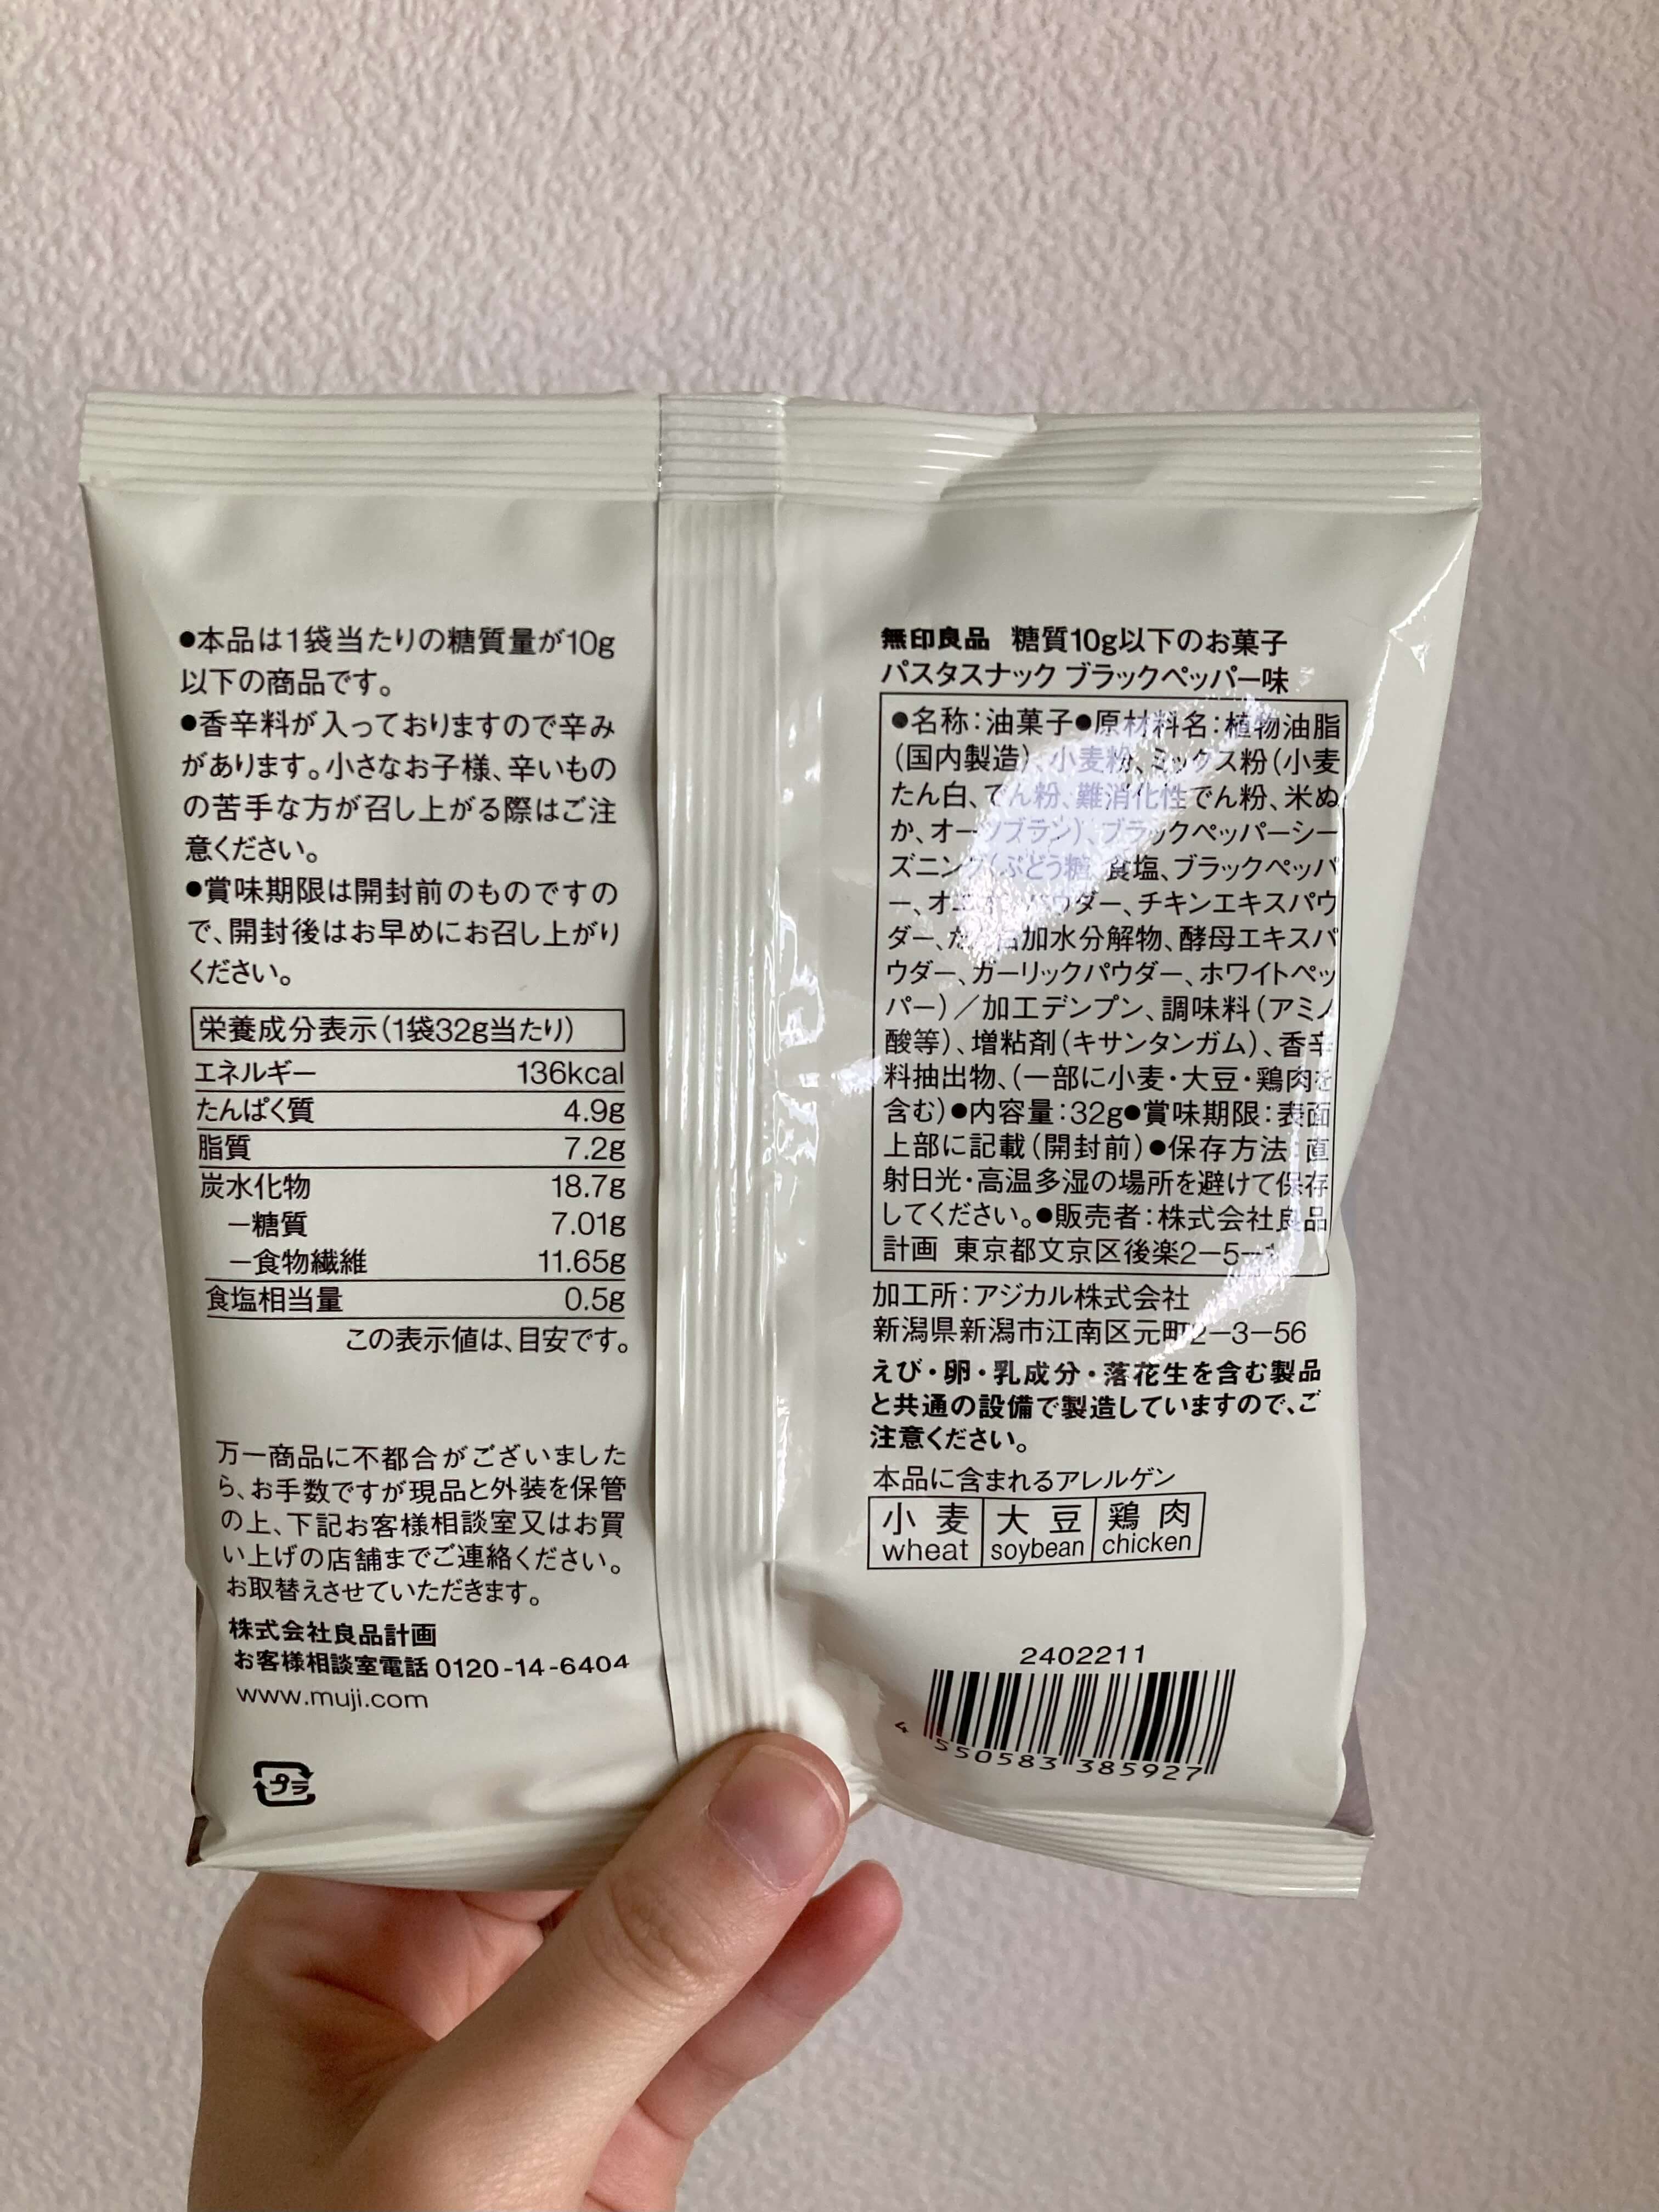 ●本品は1袋当たりの糖質量が10g
以下の商品です。
●香辛料が入っておりますので辛み
があります。小さなお子様、辛いもの
の苦手な方が召し上がる際はご注
意ください。
●賞味期限は開封前のものですの
で、開封後はお早めにお召し上がり
ください。
栄養成分表示(1袋32g当たり)
エネルギー 136kcal
たんぱく質 4.9g
脂質 7.2g
炭水化物 18.7g
−糖質 7.01g
−食物繊維 11.65g
食塩相当量 0.5g
この表示値は、目安です。
万一商品に不都合がございました
ら、お手数ですが現品と外装を保管
の上、下記お客様相談室又はお買
い上げの店舗までご連絡ください。
お取替えさせていただきます。
株式会社良品計画
お客様相談室電話 0120-14-6404
www.muji.com
プラ
無印良品 糖質10g以下のお菓子
パスタスナック ブラックペッパー味
●名称:油菓子●原材料名:植物油脂
(国内製造)、小麦粉、ミックス粉(小麦
たん白、でん粉、難消化性でん粉、米ぬ
か、オーツブラン)、ブラックペッパーシー
ズニング(ぶどう糖、食塩、ブラックペッパ
ー、オニオンパウダー、チキンエキスパウ
ダー、たん白加水分解物、酵母エキスパ
ウダー、ガーリックパウダー、ホワイトペッ
パー)/加工デンプン、調味料(アミノ
酸等)、増粘剤(キサンタンガム)、香辛
料抽出物、(一部に小麦・大豆・鶏肉を
含む)●内容量:32g●賞味期限:表面
上部に記載(開封前)●保存方法:直
射日光・高温多湿の場所を避けて保存
してください。●販売者:株式会社良品
計画 東京都文京区後楽2−5−
加工所:アジカル株式会社
新潟県新潟市江南区元町2−3−56
えび・卵・乳成分・落花生を含む製品
と共通の設備で製造していますので、ご
注意ください。
本品に含まれるアレルゲン
小麦 大豆 鶏肉
wheat soybean chicken
2402211
4 550583 385927